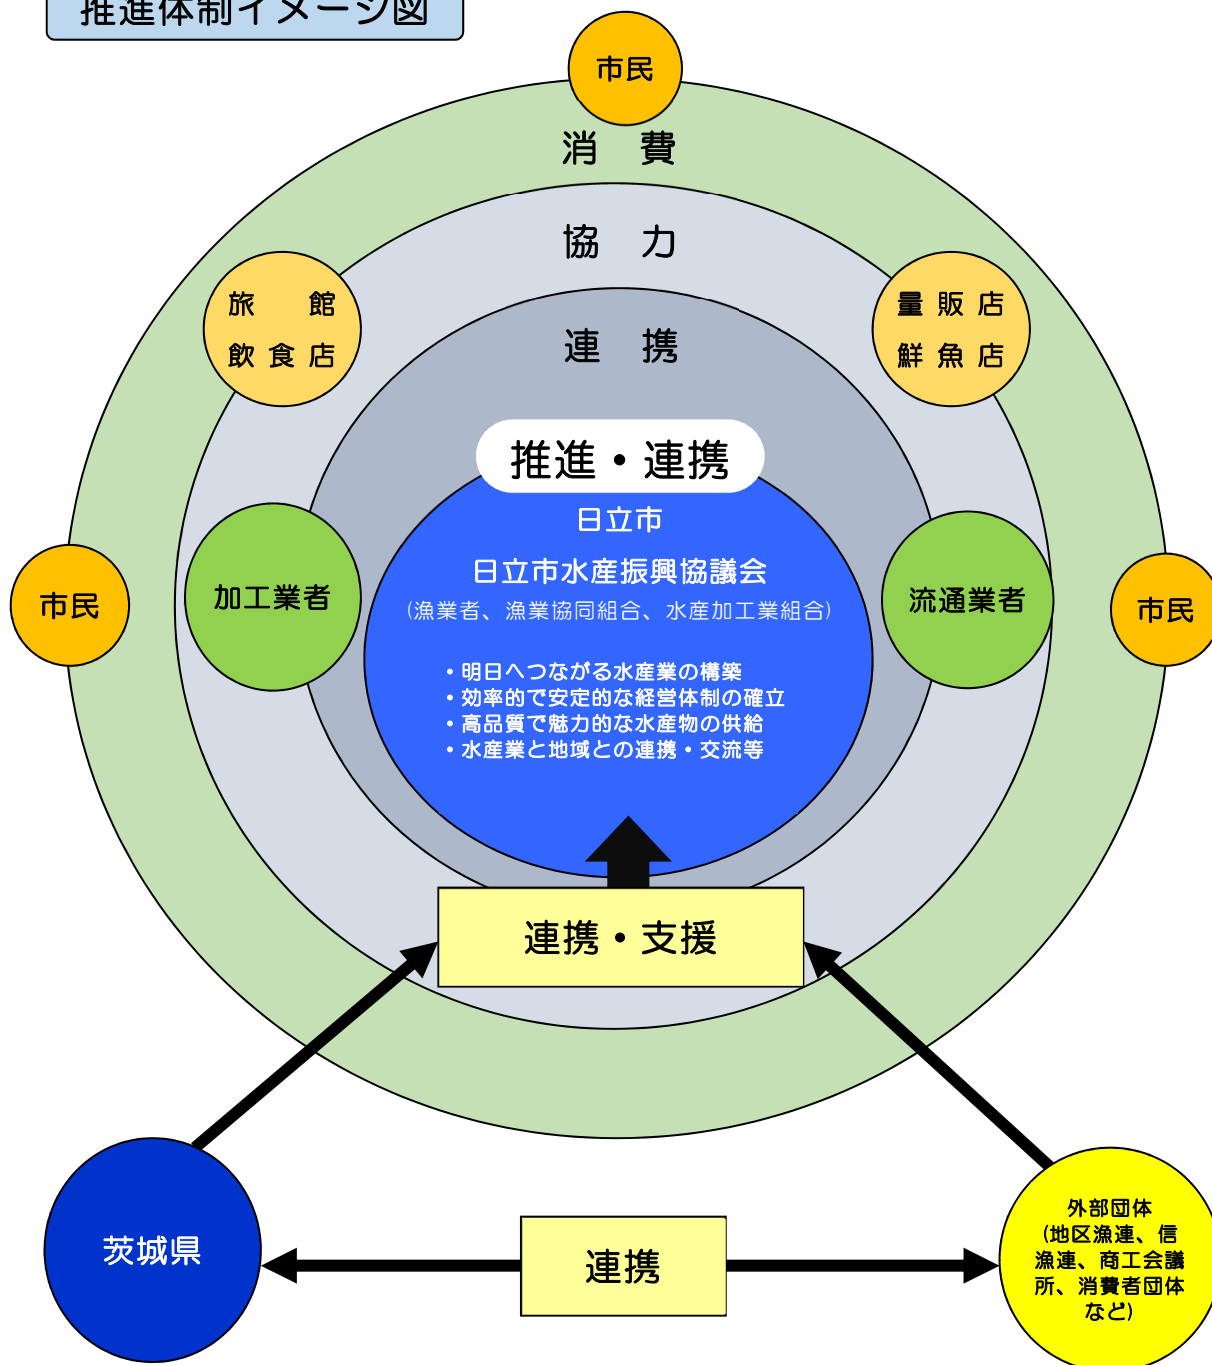 推進体制イメージ図
市民
消 費
協 力
旅 館
飲食店
量販店
鮮魚店
連 携
推進・連携
日立市
日立市水産振興協議会
(漁業者、漁業協同組合、水産加工業組合)
加工業者
流通業者
市民
市民
・明日へつながる水産業の構築
・効率的で安定的な経営体制の確立
・高品質で魅力的な水産物の供給
・水産業と地域との連携・交流等
連携・支援
茨城県
連携
外部団体
(地区漁連、信
漁連、商工会議
所、消費者団体
など)